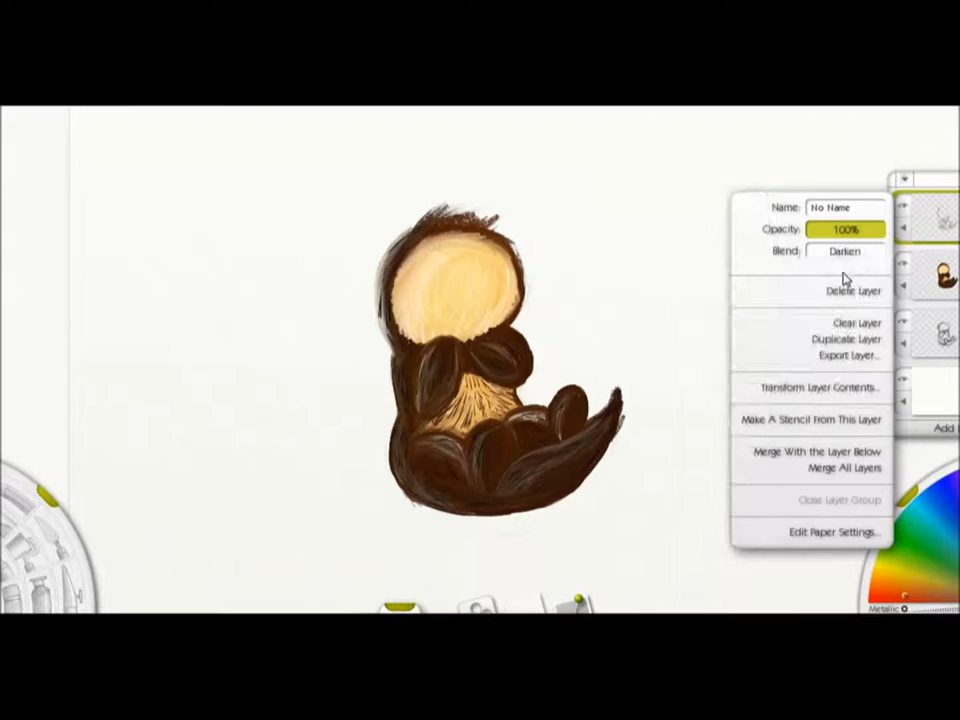 Name: No Name
Opacity: 100%
Blend: Darken
Delete Layer
Clear Layer
Duplicate Layer
Export Layer...
Transform Layer Contents...
Make A Stencil From This Layer
Merge With the Layer Below
Merge All Layers
Close Layer Group
Edit Paper Settings...
Add
Metallic